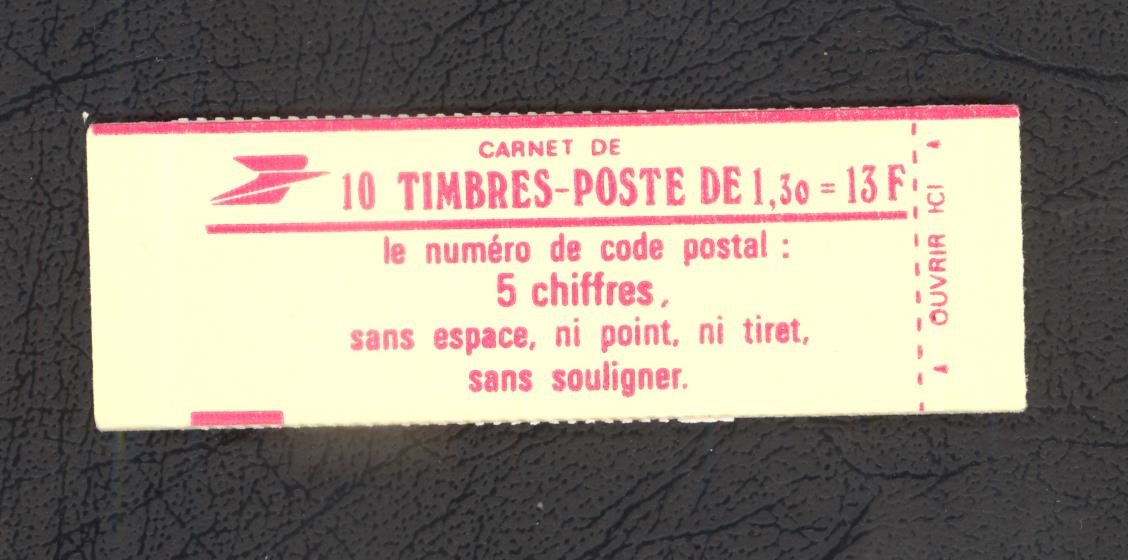 CARNET DE
10 TIMBRES-POSTE DE 1,30 = 13 F
le numéro de code postal :
5 chiffres,
sans espace, ni point, ni tiret,
sans souligner.
OUVRIR ICI